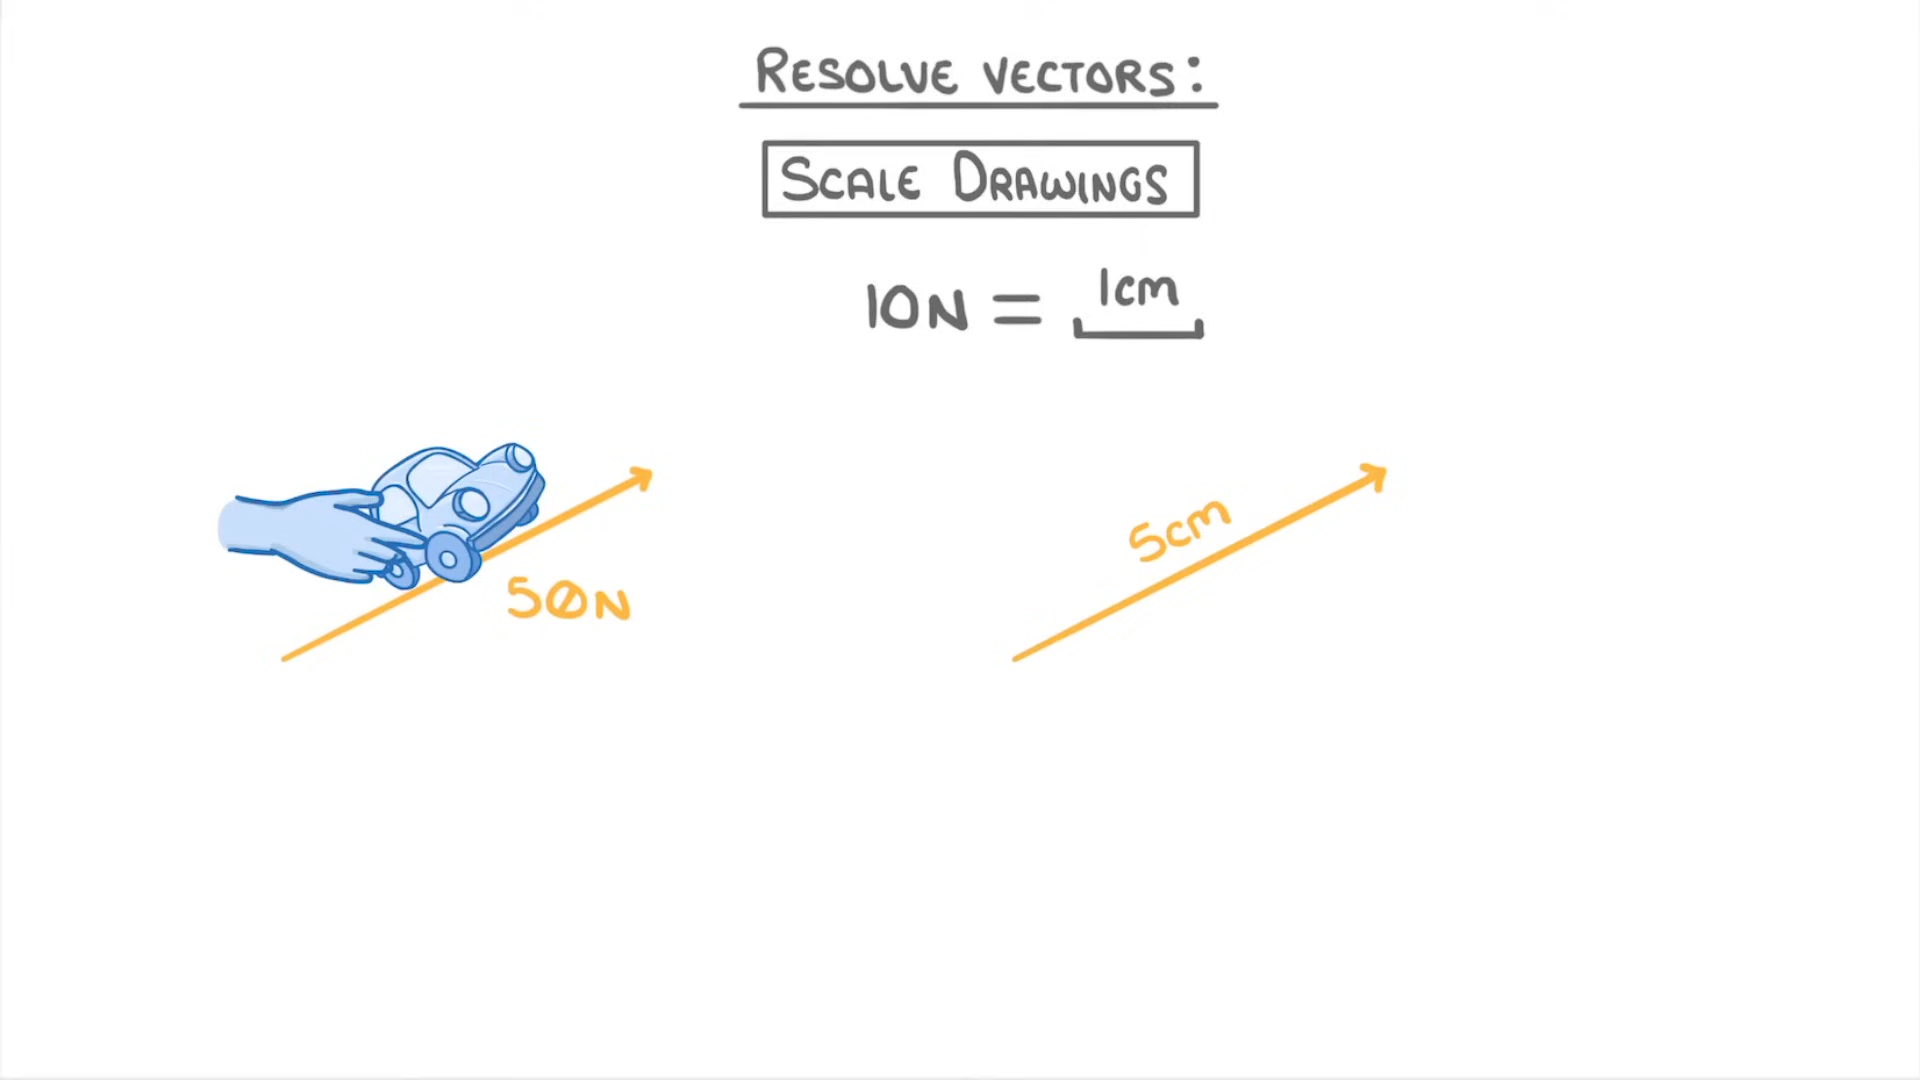 RESOLVE VECTORS:
SCALE DRAWINGS
10N = 1cm
50N
5cm